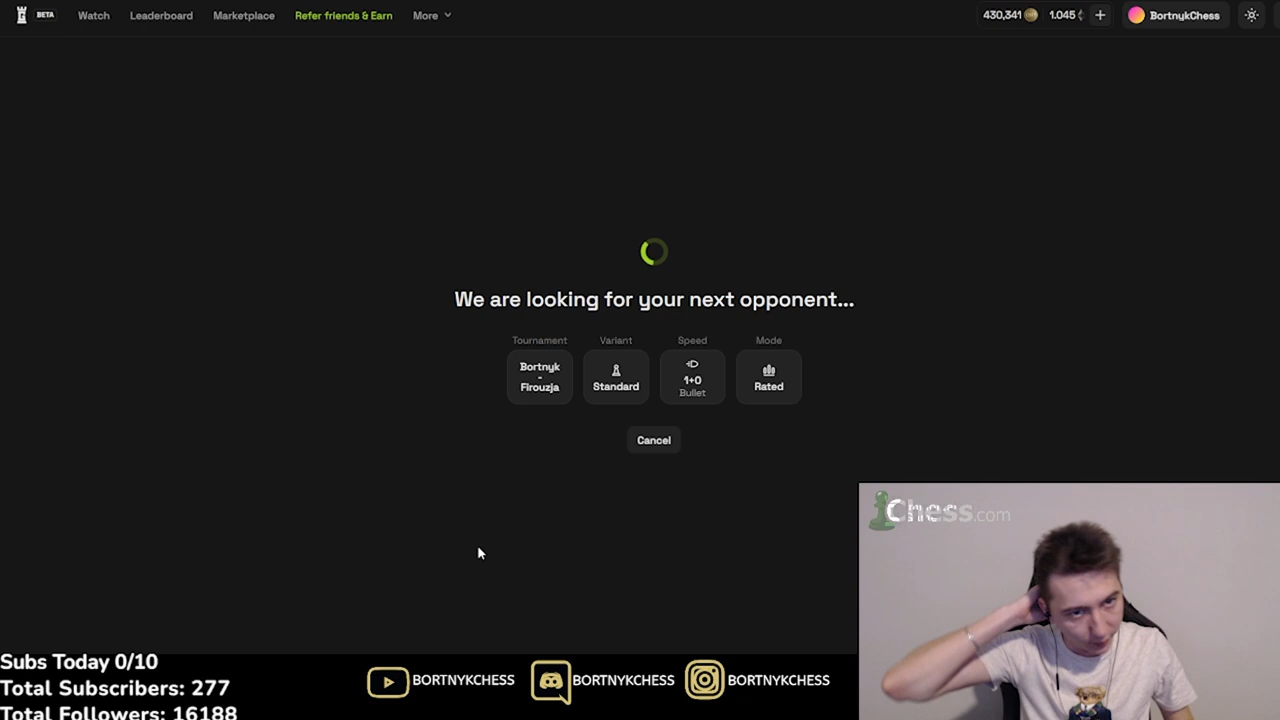 BETA
Watch
Leaderboard
Marketplace
Refer friends & Earn
More
430,341
1.045
+
BortnykChess
We are looking for your next opponent...
Tournament
Variant
Speed
Mode
Bortnyk
-
Firouzja
Standard
1+0
Bullet
Rated
Cancel
Chess.com
Subs Today 0/10
Total Subscribers: 277
Total Followers: 16188
BORTNYKCHESS
BORTNYKCHESS
BORTNYKCHESS